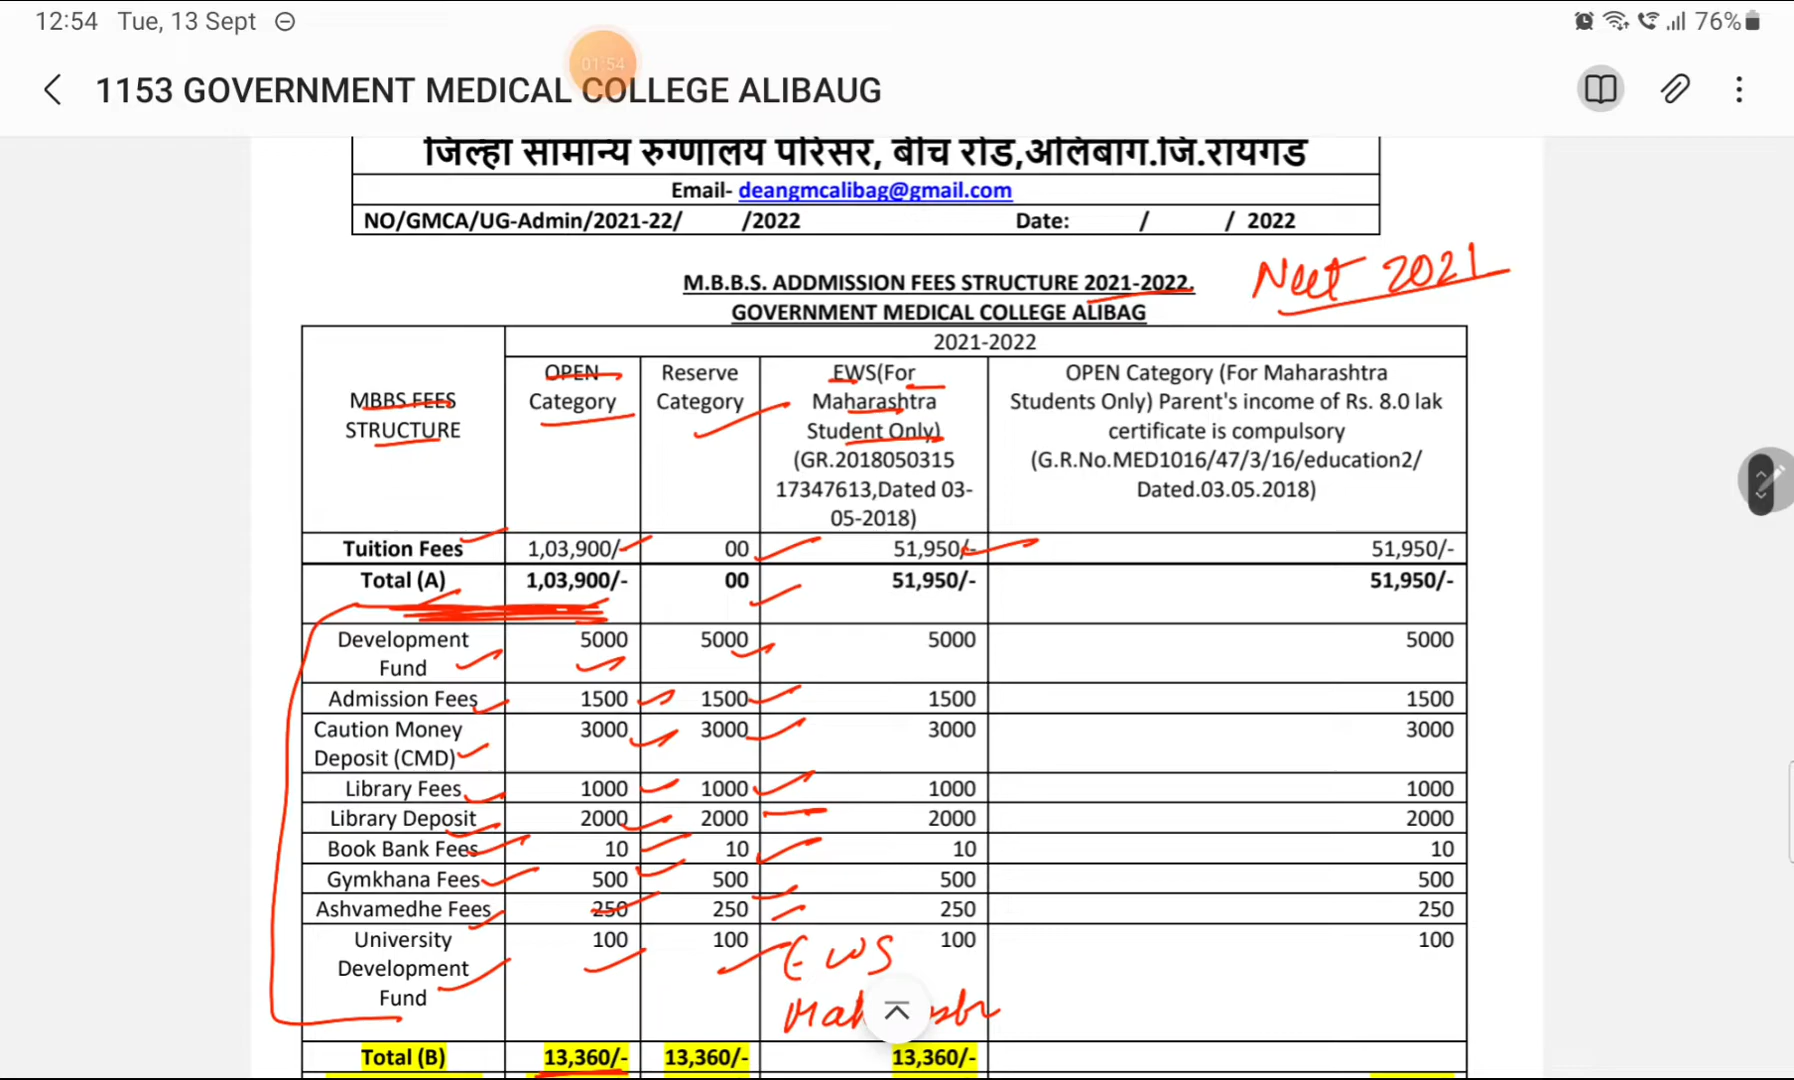 12:54 Tue, 13 Sept
76%
01:54
1153 GOVERNMENT MEDICAL COLLEGE ALIBAUG
जिल्हा सामान्य रुग्णालय परिसर, बीच रोड,अलिबाग.जि.रायगड
Email- deangmcalibag@gmail.com
NO/GMCA/UG-Admin/2021-22/ /2022 Date: / / 2022
M.B.B.S. ADDMISSION FEES STRUCTURE 2021-2022.
Neet 2021
GOVERNMENT MEDICAL COLLEGE ALIBAG
2021-2022
MBBS FEES
STRUCTURE
OPEN
Category
Reserve
Category
EWS(For
Maharashtra
Student Only)
(GR.2018050315
17347613,Dated 03-
05-2018)
OPEN Category (For Maharashtra
Students Only) Parent's income of Rs. 8.0 lak
certificate is compulsory
(G.R.No.MED1016/47/3/16/education2/
Dated.03.05.2018)
Tuition Fees 1,03,900/- 00 51,950/- 51,950/-
Total (A) 1,03,900/- 00 51,950/- 51,950/-
Development
Fund 5000 5000 5000 5000
Admission Fees 1500 1500 1500 1500
Caution Money
Deposit (CMD) 3000 3000 3000 3000
Library Fees 1000 1000 1000 1000
Library Deposit 2000 2000 2000 2000
Book Bank Fees 10 10 10 10
Gymkhana Fees 500 500 500 500
Ashvamedhe Fees 250 250 250 250
University
Development
Fund 100 100 100 100
EWS
Total (B) 13,360/- 13,360/- 13,360/-